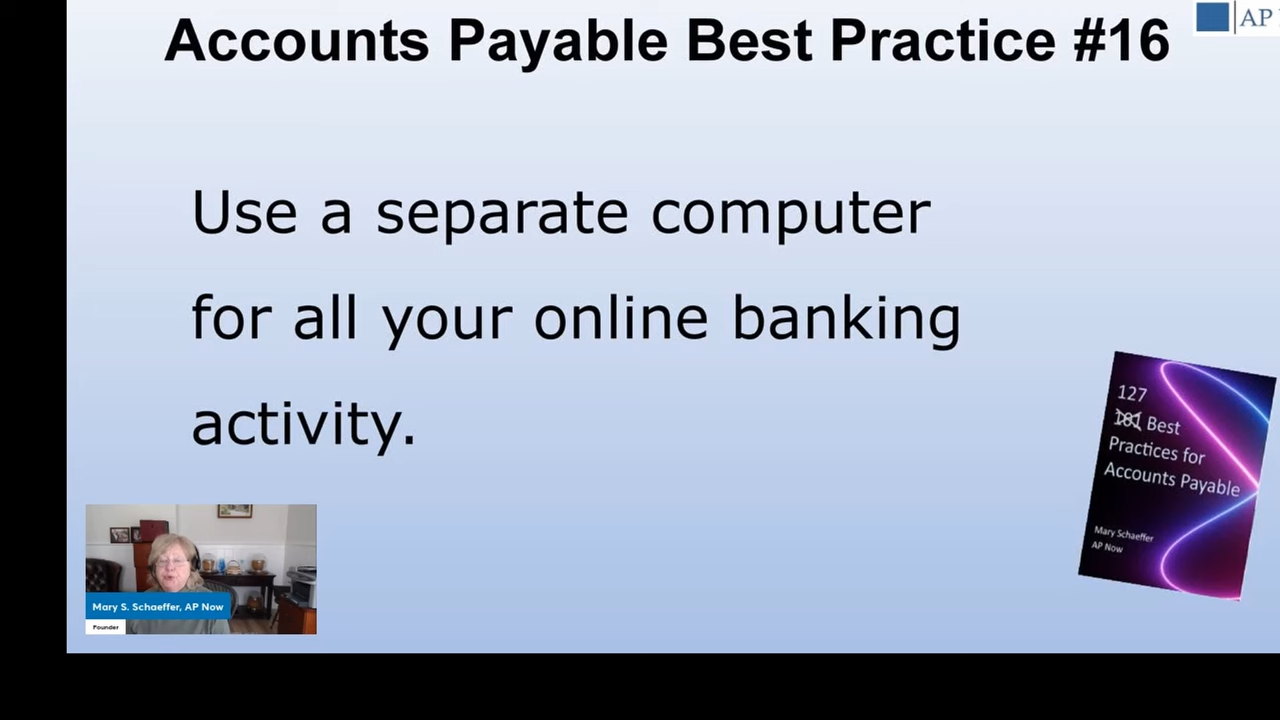 Accounts Payable Best Practice #16
AP
Use a separate computer
for all your online banking
activity.
127
181 Best
Practices for
Accounts Payable
Mary Schaeffer
AP Now
Mary S. Schaeffer, AP Now
Founder